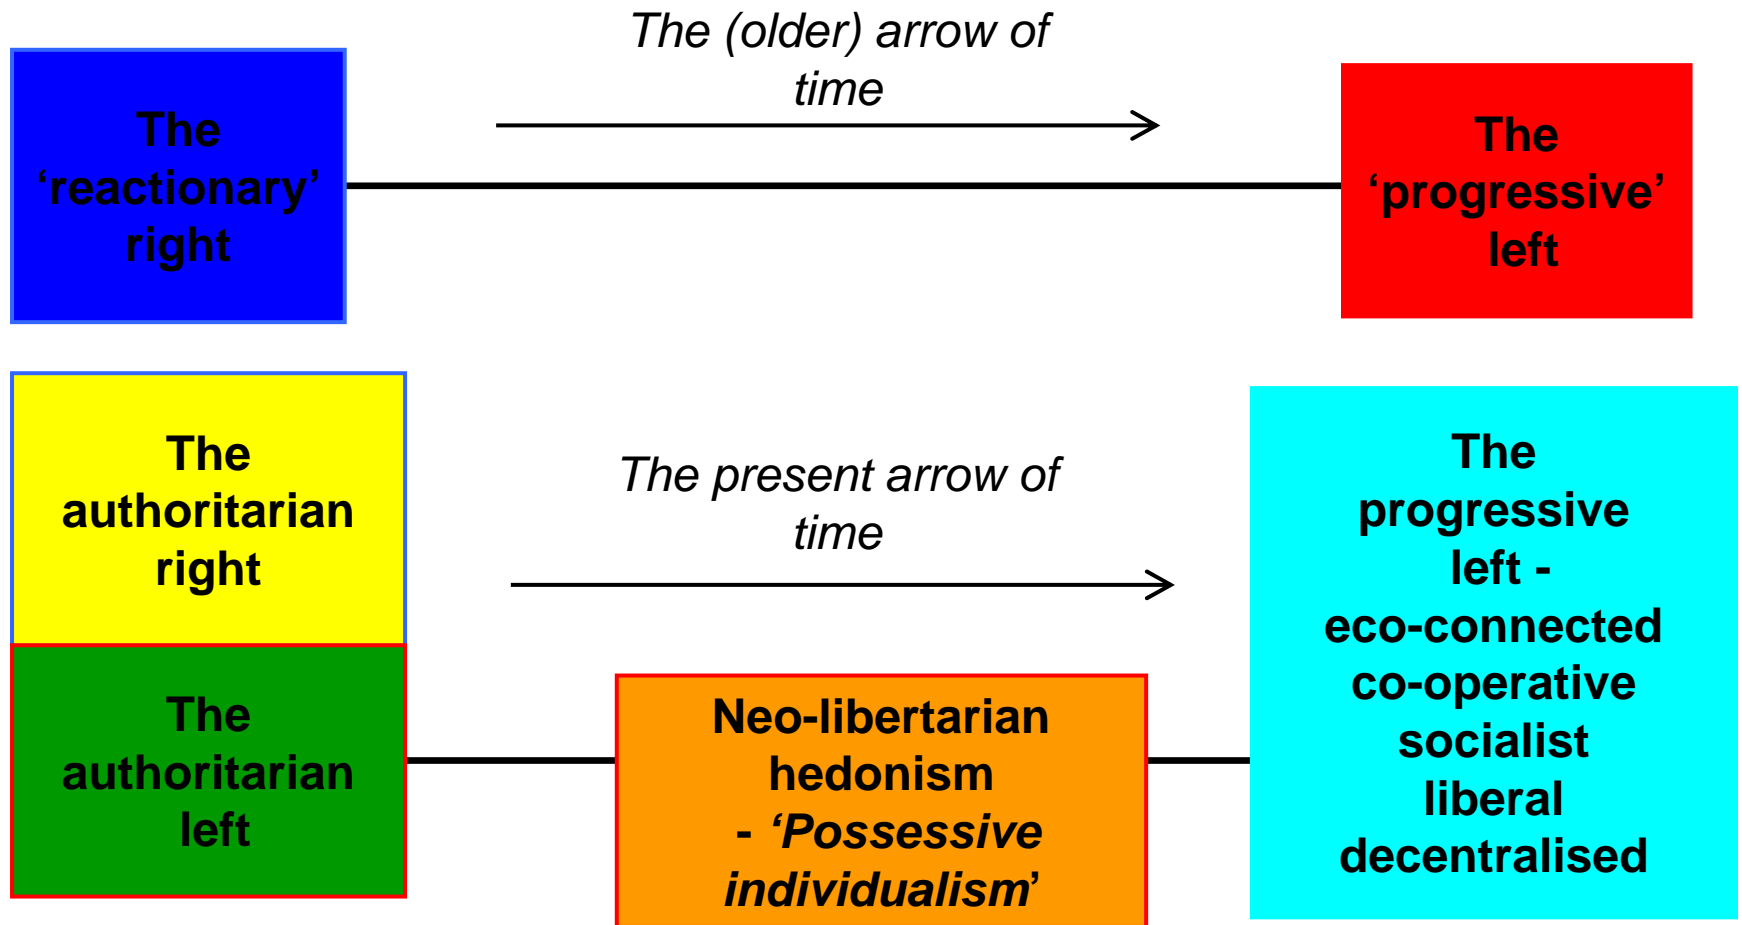 The (older) arrow of
time
The
‘reactionary’
right
The
‘progressive’
left
The
authoritarian
right
The present arrow of
time
The
authoritarian
left
Neo-libertarian
hedonism
- ‘Possessive
individualism’
The
progressive
left -
eco-connected
co-operative
socialist
liberal
decentralised